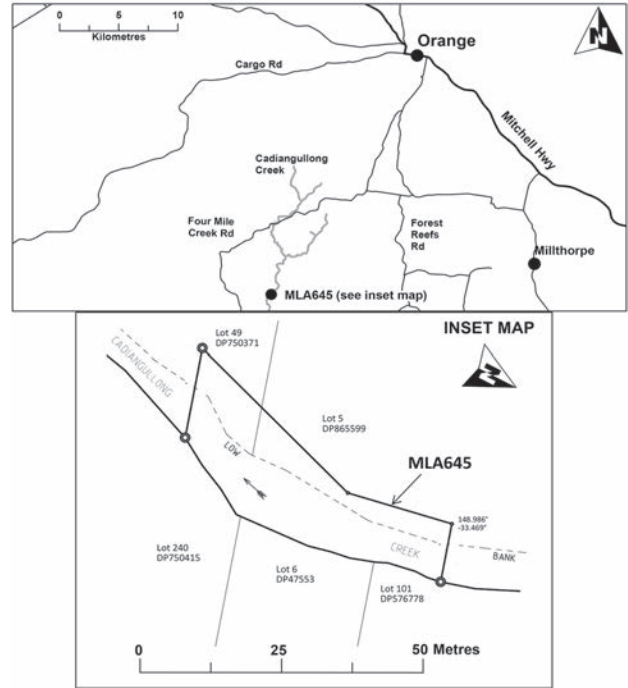 0 5 10
Kilometres
Orange
N
Cargo Rd
Mitchell Hwy
Cadiangullong
Creek
Four Mile
Creek Rd
Forest
Reefs
Rd
Millthorpe
MLA645 (see inset map)
INSET MAP
Lot 49
DP750371
N
CADIANGULLONG
Lot 5
DP865599
LOW
MLA645
148.986°
-33.469°
CREEK
BANK
Lot 240
DP750415
Lot 6
DP47553
Lot 101
DP576778
0 25 50 Metres